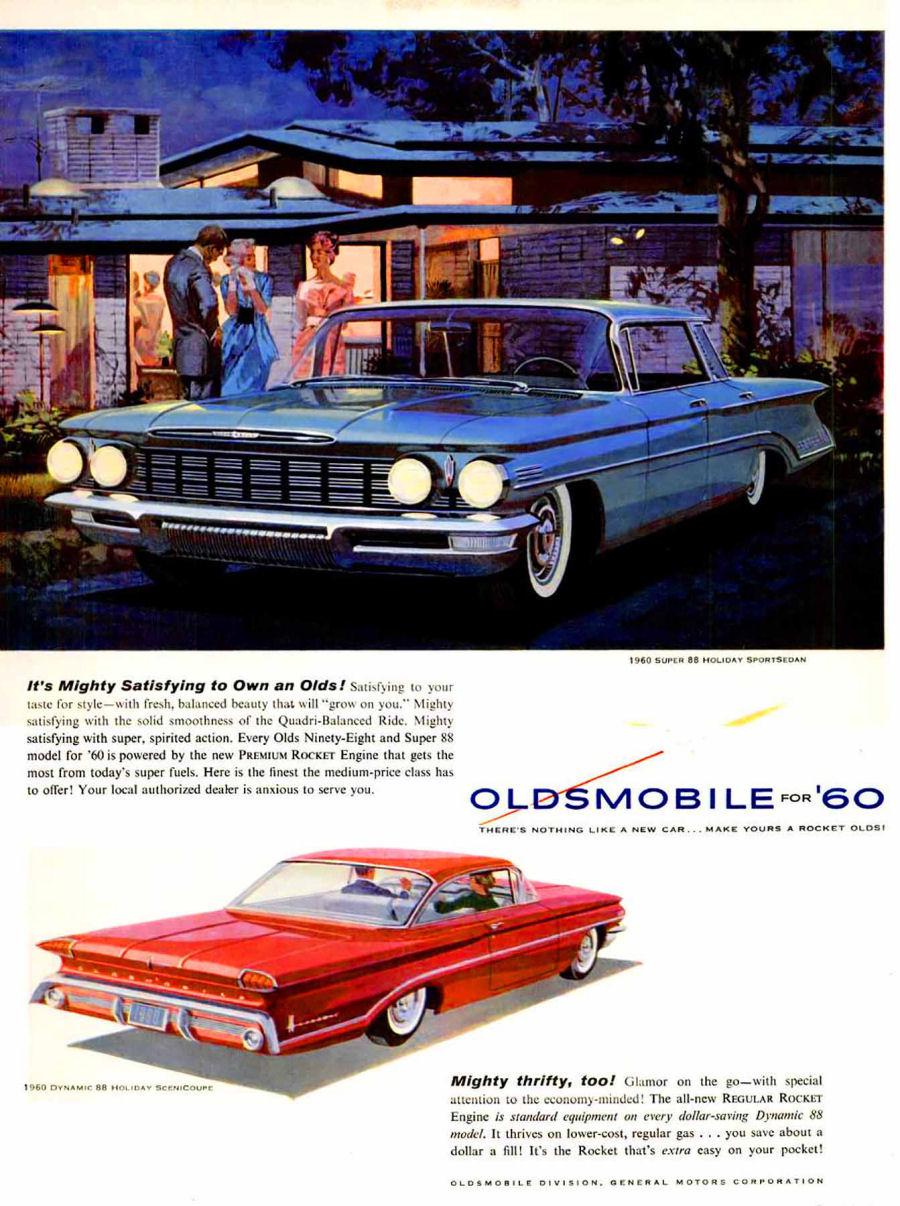 1960 SUPER 88 HOLIDAY SPORTSEDAN
It's Mighty Satisfying to Own an Olds! Satisfying to your
taste for style—with fresh, balanced beauty that will "grow on you." Mighty
satisfying with the solid smoothness of the Quadri-Balanced Ride. Mighty
satisfying with super, spirited action. Every Olds Ninety-Eight and Super 88
model for '60 is powered by the new PREMIUM ROCKET Engine that gets the
most from today's super fuels. Here is the finest the medium-price class has
to offer! Your local authorized dealer is anxious to serve you.
OLDSMOBILE FOR '60
THERE'S NOTHING LIKE A NEW CAR...MAKE YOURS A ROCKET OLDS!
OLDSMOBILE
1960
1960 DYNAMIC 88 HOLIDAY SCENICOUPE
Mighty thrifty, too! Glamor on the go—with special
attention to the economy-minded! The all-new REGULAR ROCKET
Engine is standard equipment on every dollar-saving Dynamic 88
model. It thrives on lower-cost, regular gas . . . you save about a
dollar a fill! It's the Rocket that's extra easy on your pocket!
OLDSMOBILE DIVISION, GENERAL MOTORS CORPORATION